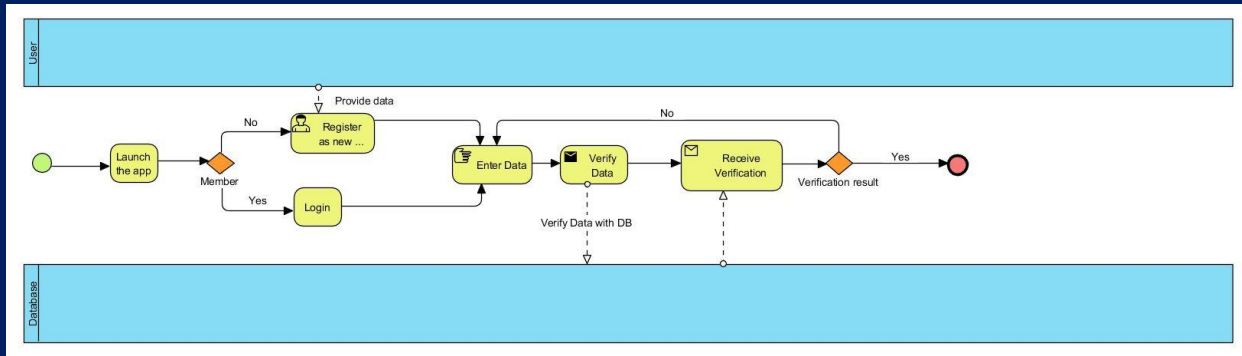 User
Provide data
No
Register
as new ...
No
Launch
the app
Member
Enter Data
Verify
Data
Receive
Verification
Yes
Verification result
Yes
Login
Verify Data with DB
Database